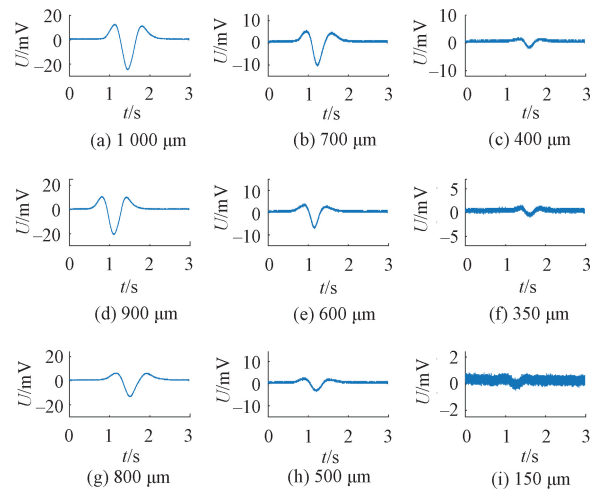 U/mV
20
0
−20
0 1 2 3
t/s
(a) 1 000 μm
U/mV
10
0
−10
0 1 2 3
t/s
(b) 700 μm
U/mV
10
0
−10
0 1 2 3
t/s
(c) 400 μm
U/mV
20
0
−20
0 1 2 3
t/s
(d) 900 μm
U/mV
10
0
−10
0 1 2 3
t/s
(e) 600 μm
U/mV
5
0
−5
0 1 2 3
t/s
(f) 350 μm
U/mV
20
0
−20
0 1 2 3
t/s
(g) 800 μm
U/mV
10
0
−10
0 1 2 3
t/s
(h) 500 μm
U/mV
2
0
−2
0 1 2 3
t/s
(i) 150 μm